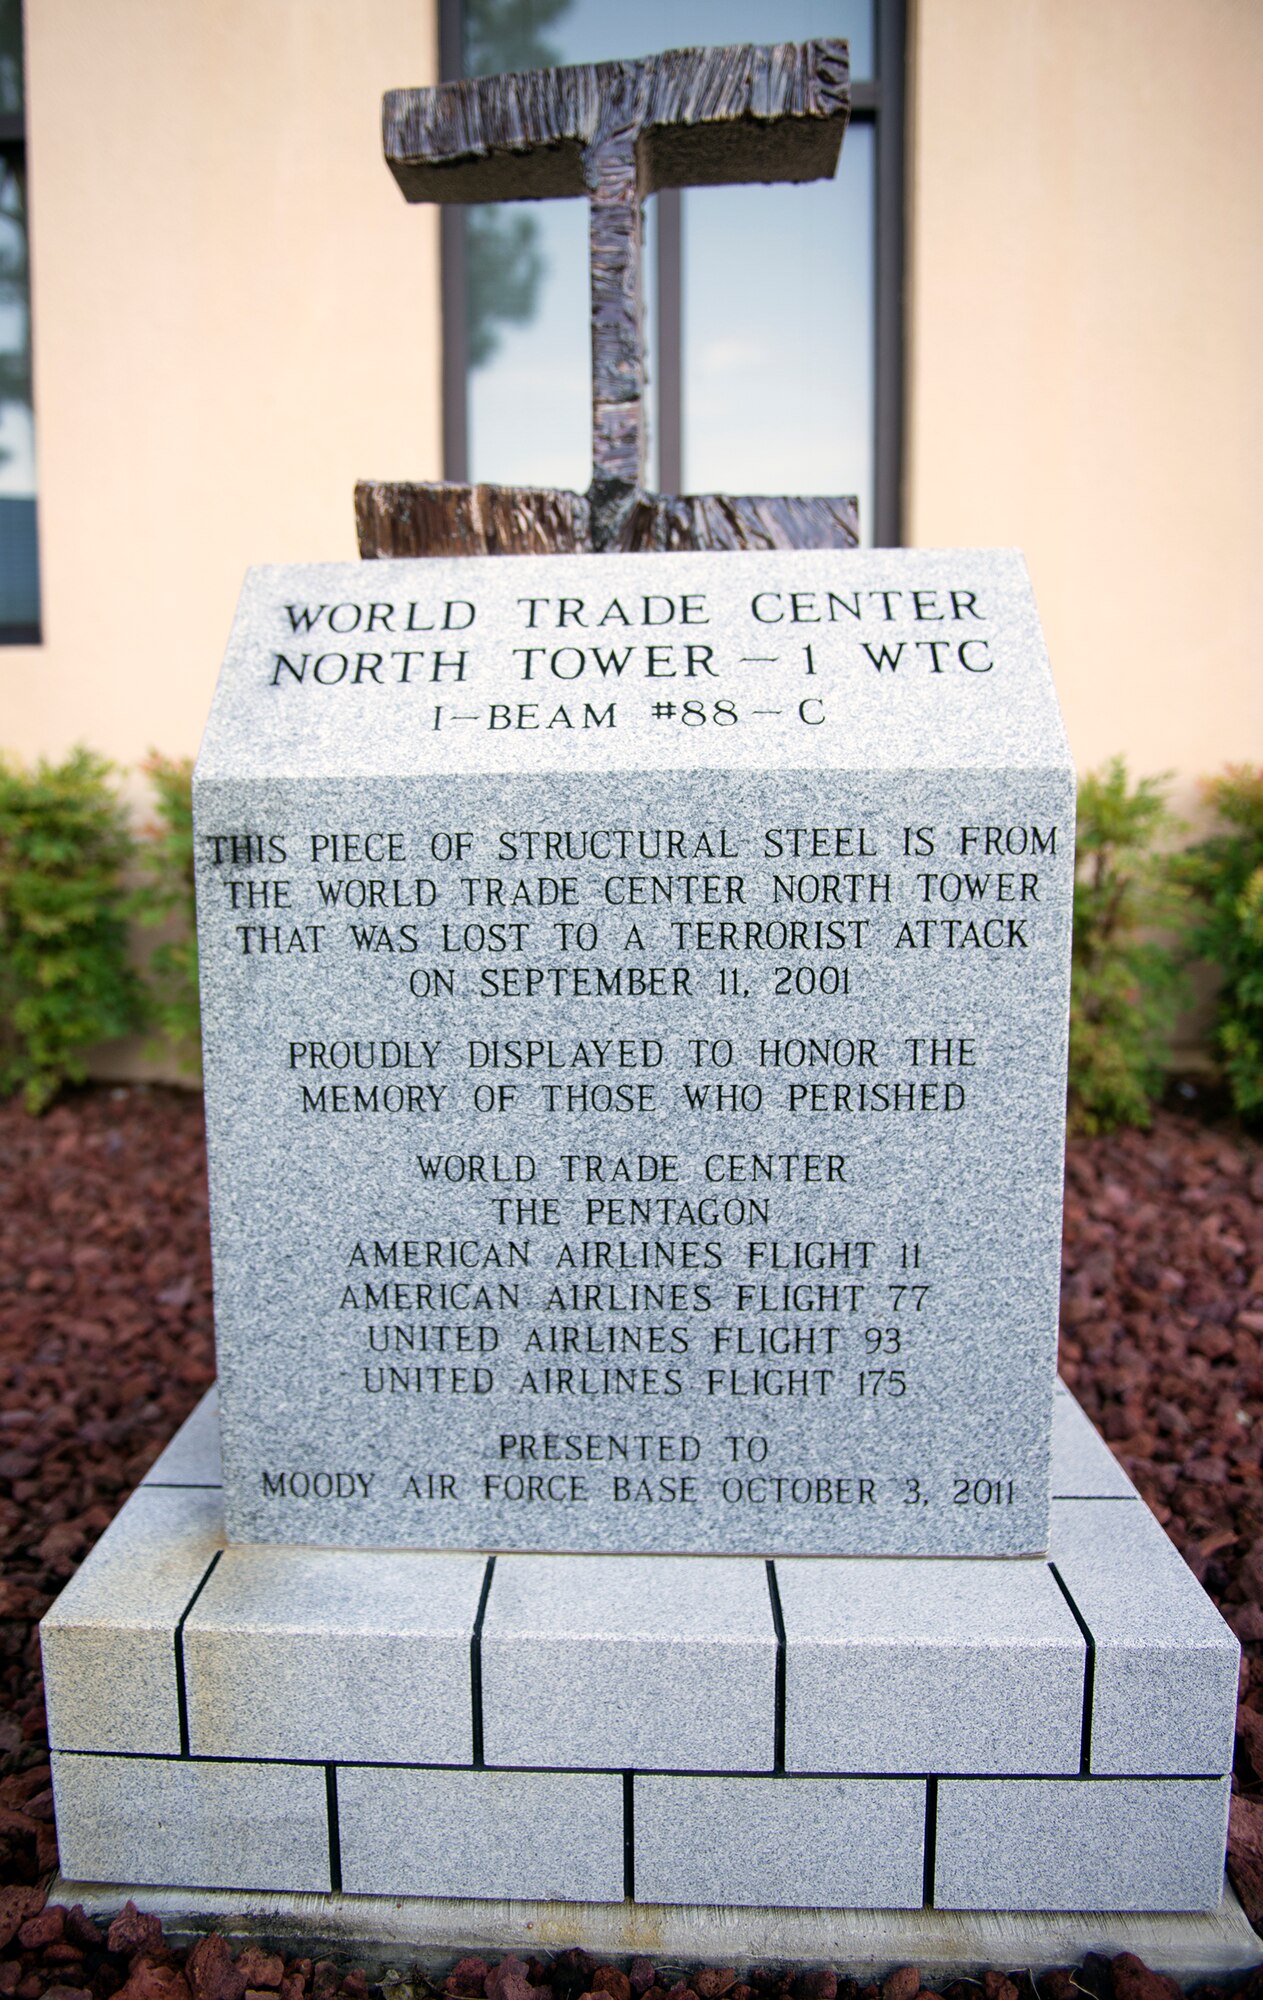 WORLD TRADE CENTER
NORTH TOWER - 1 WTC
I-BEAM #88-C
THIS PIECE OF STRUCTURAL STEEL IS FROM
THE WORLD TRADE CENTER NORTH TOWER
THAT WAS LOST TO A TERRORIST ATTACK
ON SEPTEMBER 11, 2001
PROUDLY DISPLAYED TO HONOR THE
MEMORY OF THOSE WHO PERISHED
WORLD TRADE CENTER
THE PENTAGON
AMERICAN AIRLINES FLIGHT 11
AMERICAN AIRLINES FLIGHT 77
UNITED AIRLINES FLIGHT 93
UNITED AIRLINES FLIGHT 175
PRESENTED TO
MOODY AIR FORCE BASE OCTOBER 3, 2011